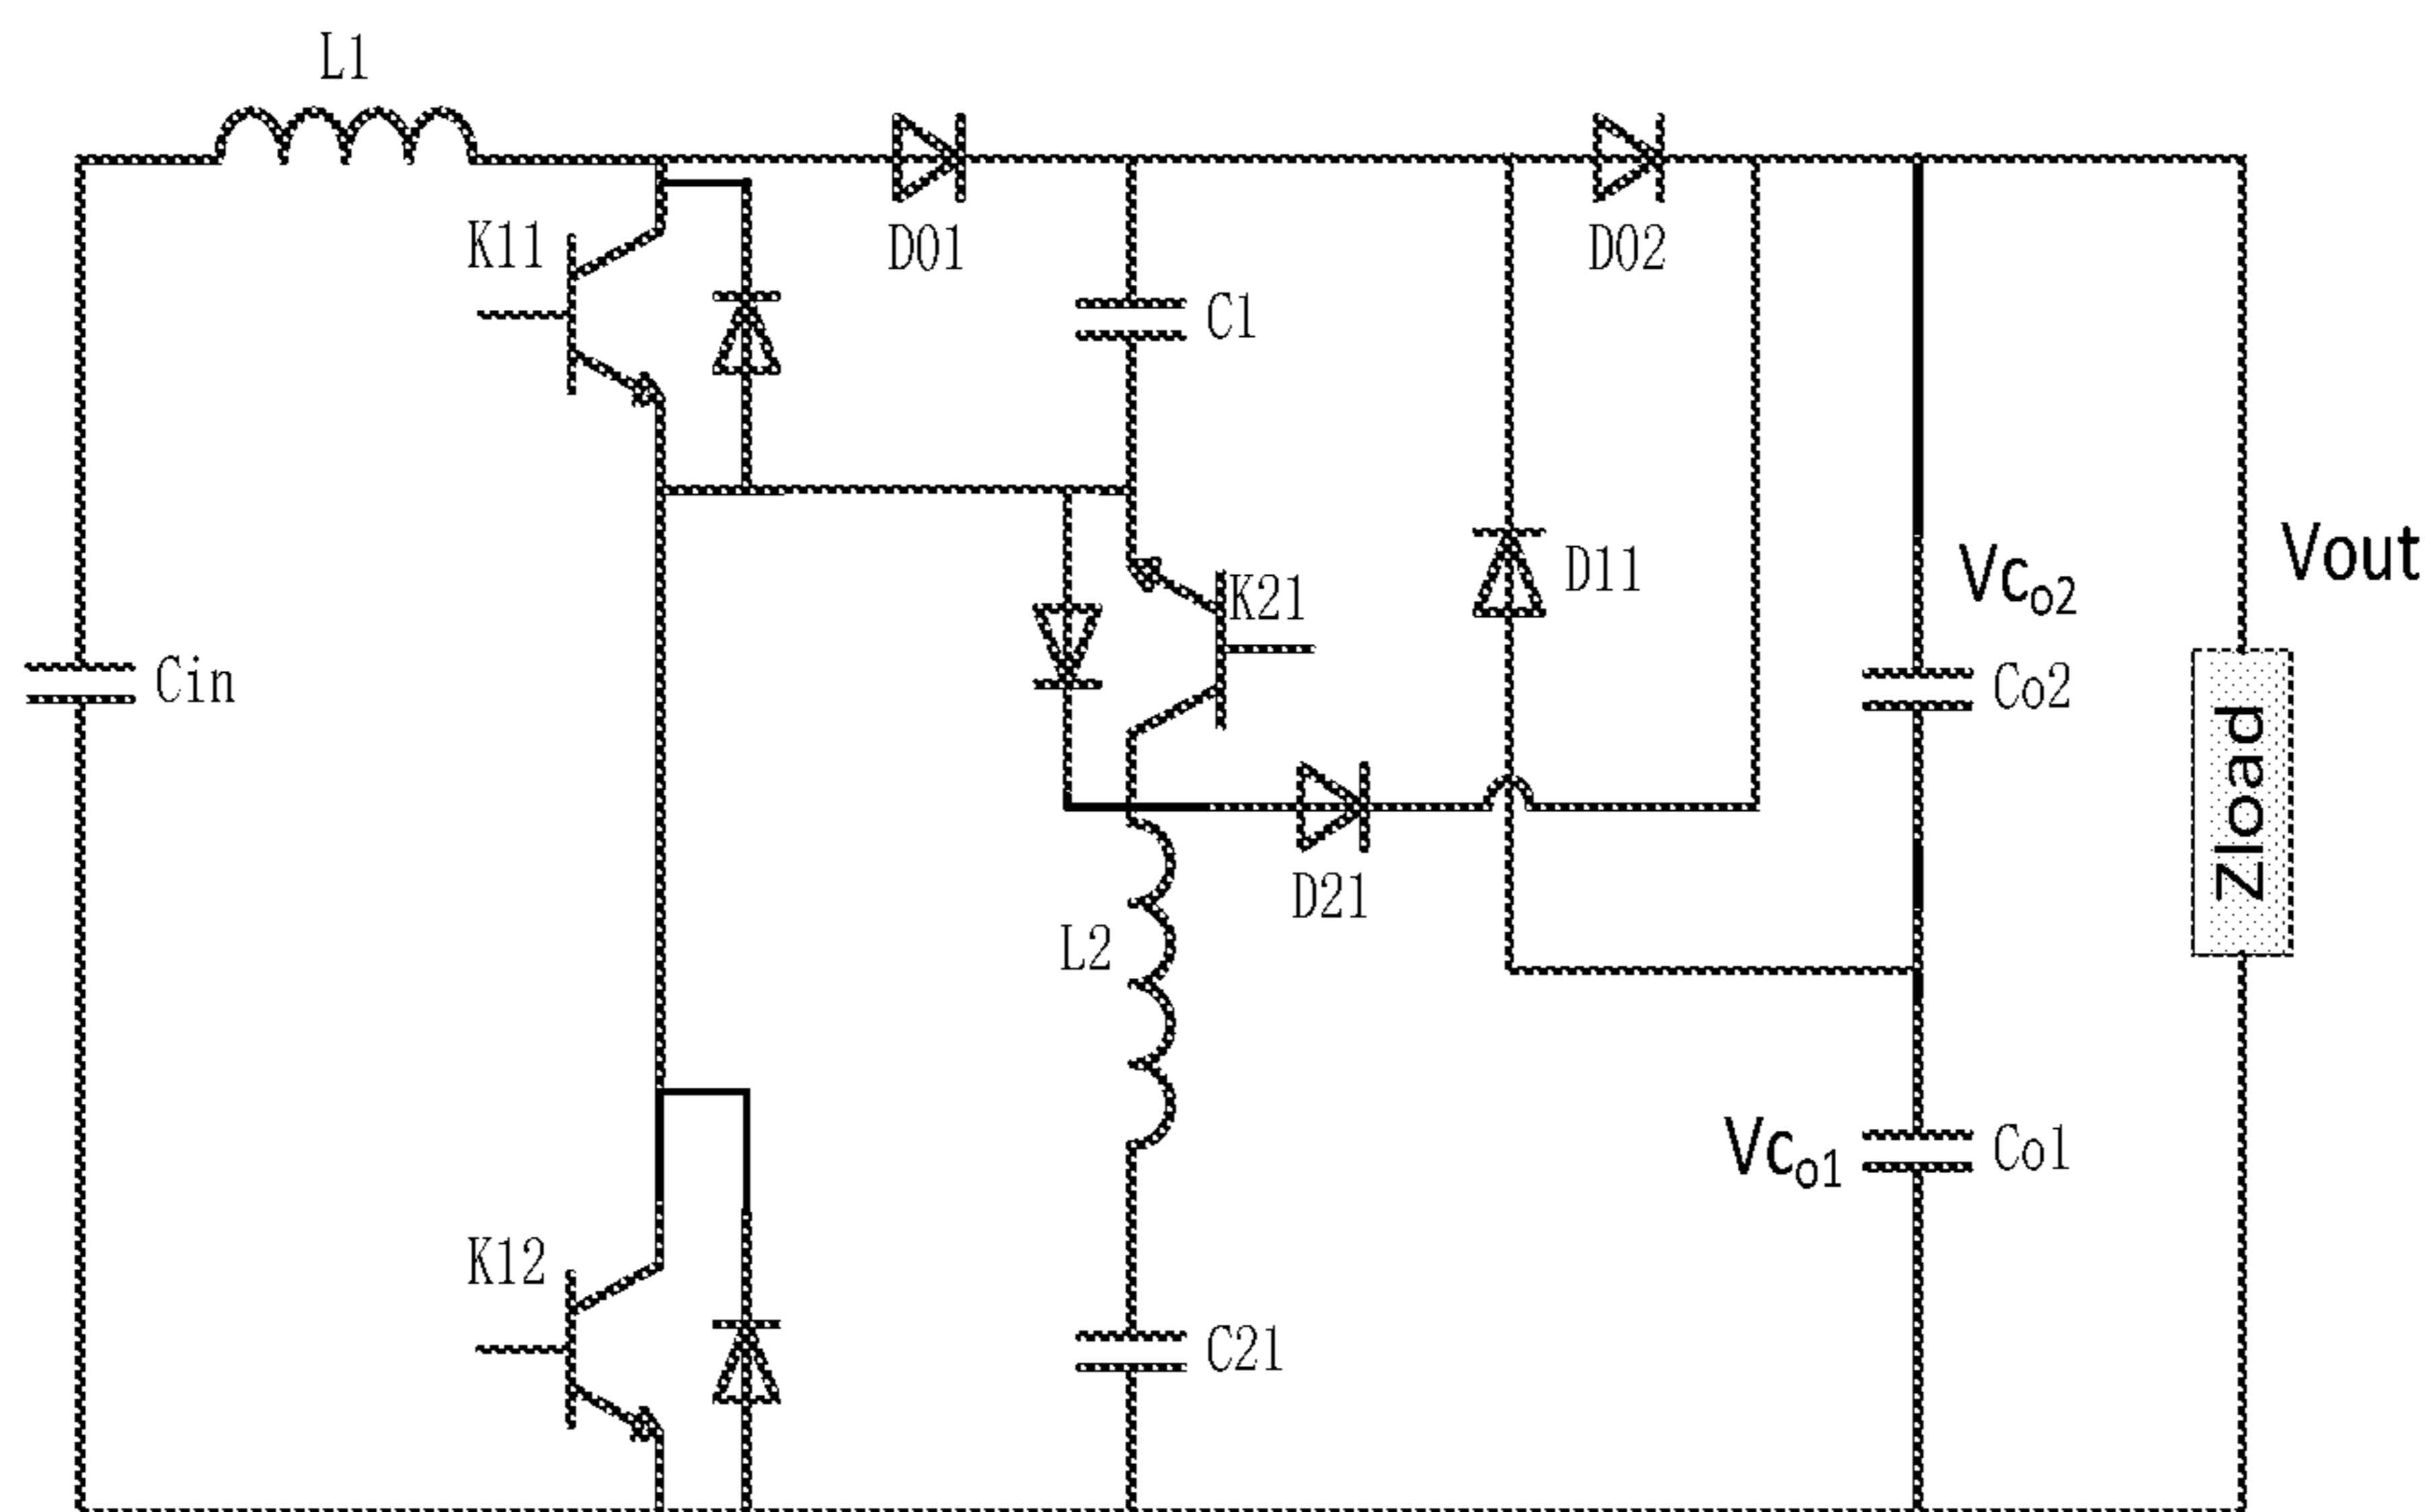 L1
K11
D01
C1
D02
K21
D11
Vco2
Vout
Cin
Co2
Zload
D21
L2
Vco1
Co1
K12
C21